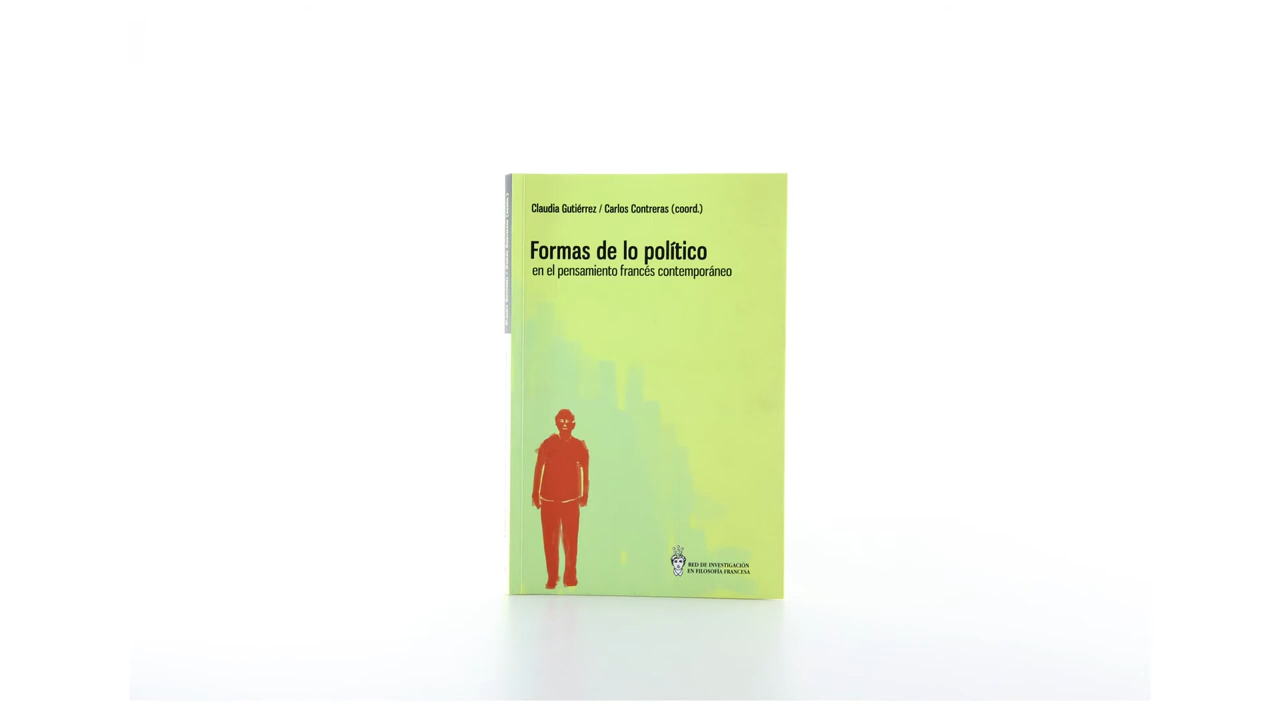 Claudia Gutiérrez / Carlos Contreras (coord.)
Formas de lo político
en el pensamiento francés contemporáneo
RED DE INVESTIGACIÓN
EN FILOSOFÍA FRANCESA